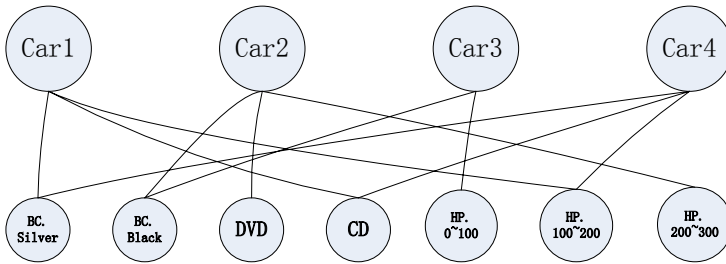 Car1 Car2 Car3 Car4
BC. Silver
BC. Black
DVD
CD
HP. 0~100
HP. 100~200
HP. 200~300